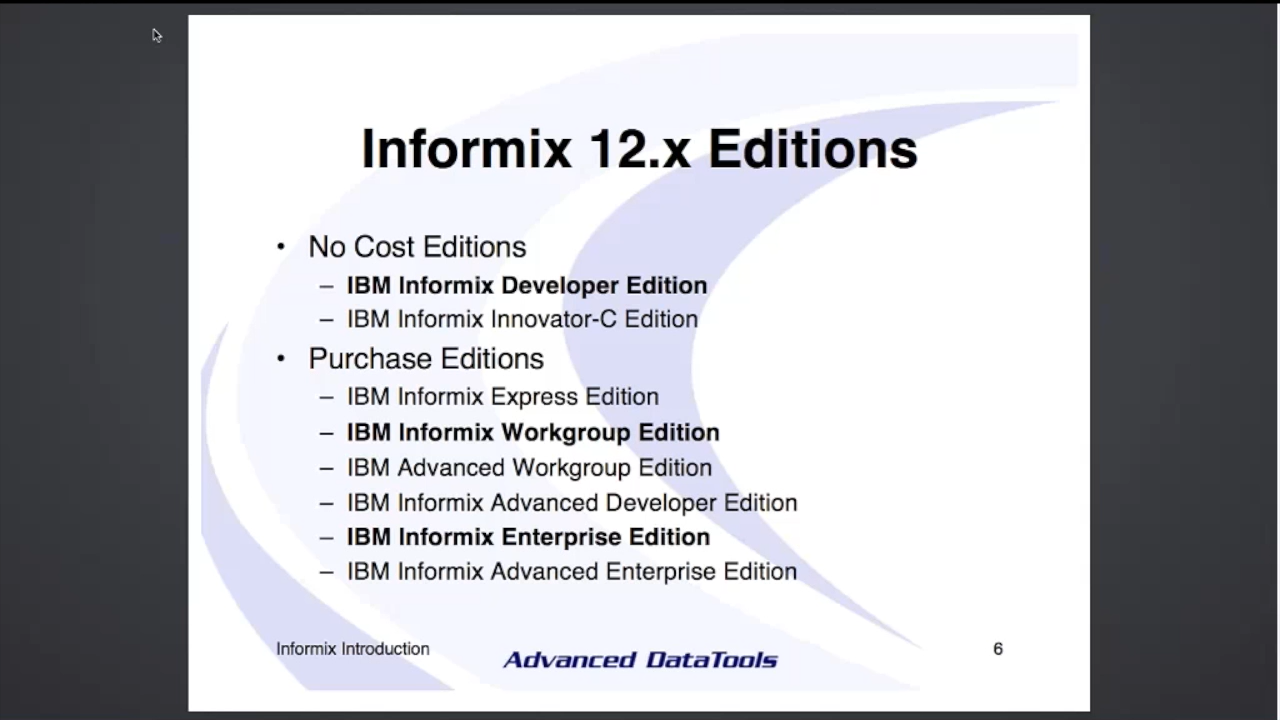 Informix 12.x Editions
• No Cost Editions
– IBM Informix Developer Edition
– IBM Informix Innovator-C Edition
• Purchase Editions
– IBM Informix Express Edition
– IBM Informix Workgroup Edition
– IBM Advanced Workgroup Edition
– IBM Informix Advanced Developer Edition
– IBM Informix Enterprise Edition
– IBM Informix Advanced Enterprise Edition
Informix Introduction
Advanced DataTools
6